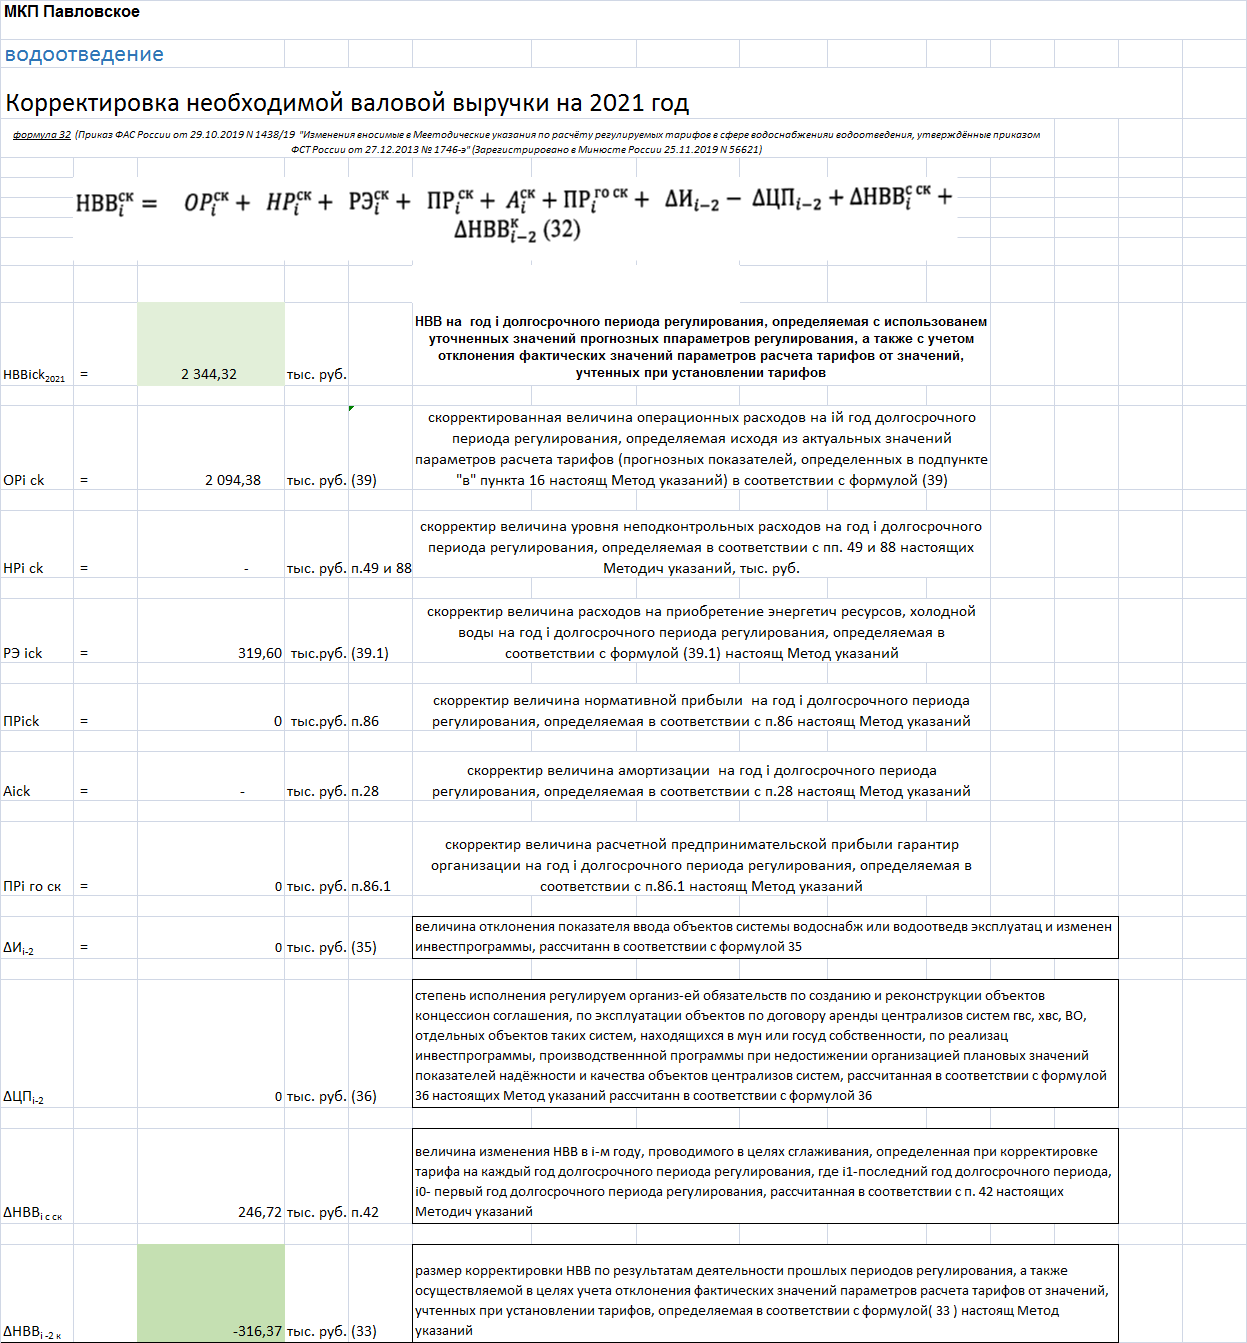 МКП Павловское
водоотведение
Корректировка необходимой валовой выручки на 2021 год
формула 32 (Приказ ФАС России от 29.10.2019 N 1438/19 "Изменения вносимые в Меетодические указания по расчёту регулируемых тарифов в сфере водоснабженияи водоотведения, утверждённые приказом
ФСТ России от 27.12.2013 № 1746-э" (Зарегистрировано в Минюсте России 25.11.2019 N 56621)
НВВᵢˢᵏ = ОРᵢˢᵏ + НРᵢˢᵏ + РЭᵢˢᵏ + ПРᵢˢᵏ + Аᵢˢᵏ + ПРᵢ го ск + ΔИᵢ₋₂ − ΔЦПᵢ₋₂ + ΔНВВᵢ с ск +
ΔНВВᵢ₋₂ к (32)
НВВ на год i долгосрочного периода регулирования, определяемая с использованем
уточненных значений прогнозных ппараметров регулирования, а также с учетом
отклонения фактических значений параметров расчета тарифов от значений,
НВВick2021 = 2 344,32 тыс. руб. учтенных при установлении тарифов
скорректированная величина операционных расходов на iй год долгосрочного
периода регулирования, определяемая исходя из актуальных значений
параметров расчета тарифов (прогнозных показателей, определенных в подпункте
ОРi ck = 2 094,38 тыс. руб. (39) "в" пункта 16 настоящ Метод указаний) в соответствии с формулой (39)
скорректир величина уровня неподконтрольных расходов на год i долгосрочного
периода регулирования, определяемая в соответствии с пп. 49 и 88 настоящих
НРi ck = - тыс. руб. п.49 и 88 Методич указаний, тыс. руб.
скорректир величина расходов на приобретение энергетич ресурсов, холодной
воды на год i долгосрочного периода регулирования, определяемая в
РЭ ick = 319,60 тыс.руб. (39.1) соответствии с формулой (39.1) настоящ Метод указаний
скорректир величина нормативной прибыли на год i долгосрочного периода
ПРick = 0 тыс.руб. п.86 регулирования, определяемая в соответствии с п.86 настоящ Метод указаний
скорректир величина амортизации на год i долгосрочного периода
Аick = - тыс. руб. п.28 регулирования, определяемая в соответствии с п.28 настоящ Метод указаний
скорректир величина расчетной предпринимательской прибыли гарантир
организации на год i долгосрочного периода регулирования, определяемая в
ПРi го ск = 0 тыс. руб. п.86.1 соответствии с п.86.1 настоящ Метод указаний
величина отклонения показателя ввода объектов системы водоснабж или водоотведв эксплуатац и изменен
ΔИi-2 = 0 тыс. руб. (35) инвестпрограммы, рассчитанн в соответствии с формулой 35
степень исполнения регулируем организ-ей обязательств по созданию и реконструкции объектов
концессион соглашения, по эксплуатации объектов по договору аренды централизов систем гвс, хвс, ВО,
отдельных объектов таких систем, находящихся в мун или госуд собственности, по реализац
инвестпрограммы, производственнной программы при недостижении организацией плановых значений
показателей надёжности и качества объектов централизов систем, рассчитанная в соответствии с формулой
ΔЦПi-2 0 тыс. руб. (36) 36 настоящих Метод указаний рассчитанн в соответствии с формулой 36
величина изменения НВВ в i-м году, проводимого в целях сглаживания, определенная при корректировке
тарифа на каждый год долгосрочного периода регулирования, где i1-последний год долгосрочного периода,
i0- первый год долгосрочного периода регулирования, рассчитанная в соответствии с п. 42 настоящих
ΔНВВi с ск 246,72 тыс. руб. п.42 Методич указаний
размер корректировки НВВ по результатам деятельности прошлых периодов регулирования, а также
осуществляемой в целях учета отклонения фактических значений параметров расчета тарифов от значений,
учтенных при установлении тарифов, определяемая в соответствии с формулой( 33 ) настоящ Метод
ΔНВВi -2 к -316,37 тыс. руб. (33) указаний